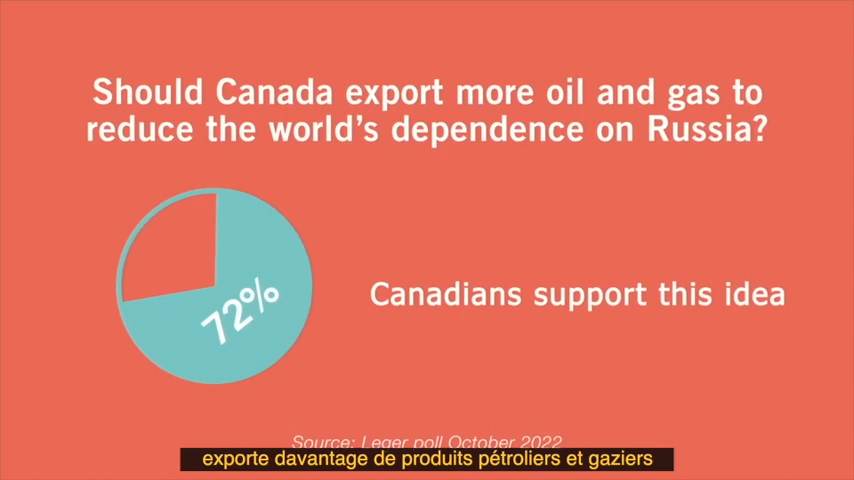 Should Canada export more oil and gas to
reduce the world's dependence on Russia?
72%
Canadians support this idea
Source: Leger poll October 2022
exporte davantage de produits pétroliers et gaziers